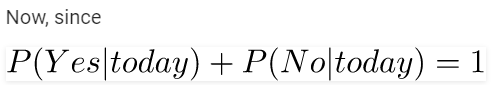 Now, since
P(Yes|today) + P(No|today) = 1